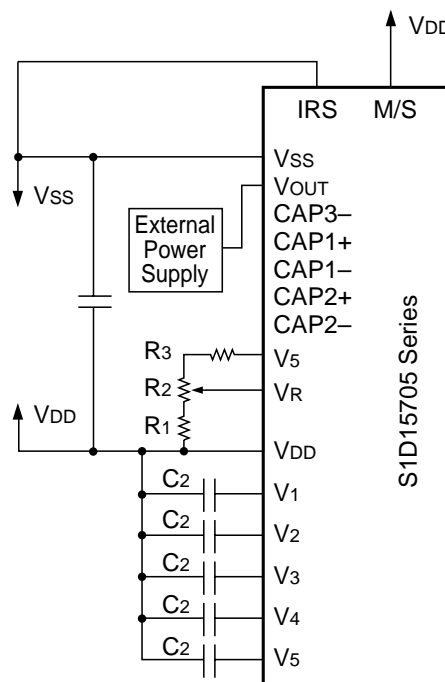 VDD
IRS M/S
VSS
VSS
VOUT
External
Power
Supply
CAP3–
CAP1+
CAP1–
CAP2+
CAP2–
R3
V5
R2
VR
R1
VDD
VDD
C2
V1
C2
V2
C2
V3
C2
V4
C2
V5
S1D15705 Series